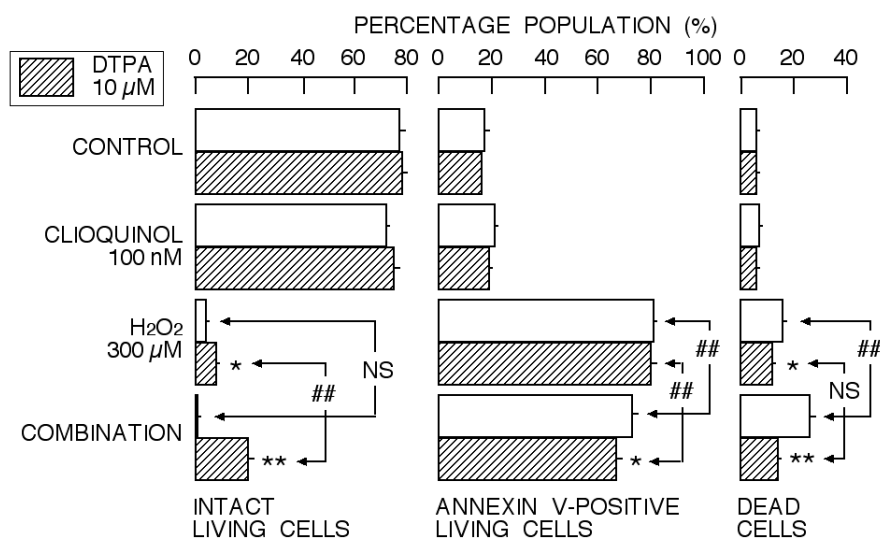 PERCENTAGE POPULATION (%)
0 20 40 60 80
0 20 40 60 80 100
0 20 40
DTPA
10 µM
CONTROL
CLIOQUINOL
100 nM
H2O2
300 µM
COMBINATION
*
**
NS
##
*
##
##
*
**
##
NS
INTACT
LIVING CELLS
ANNEXIN V-POSITIVE
LIVING CELLS
DEAD
CELLS